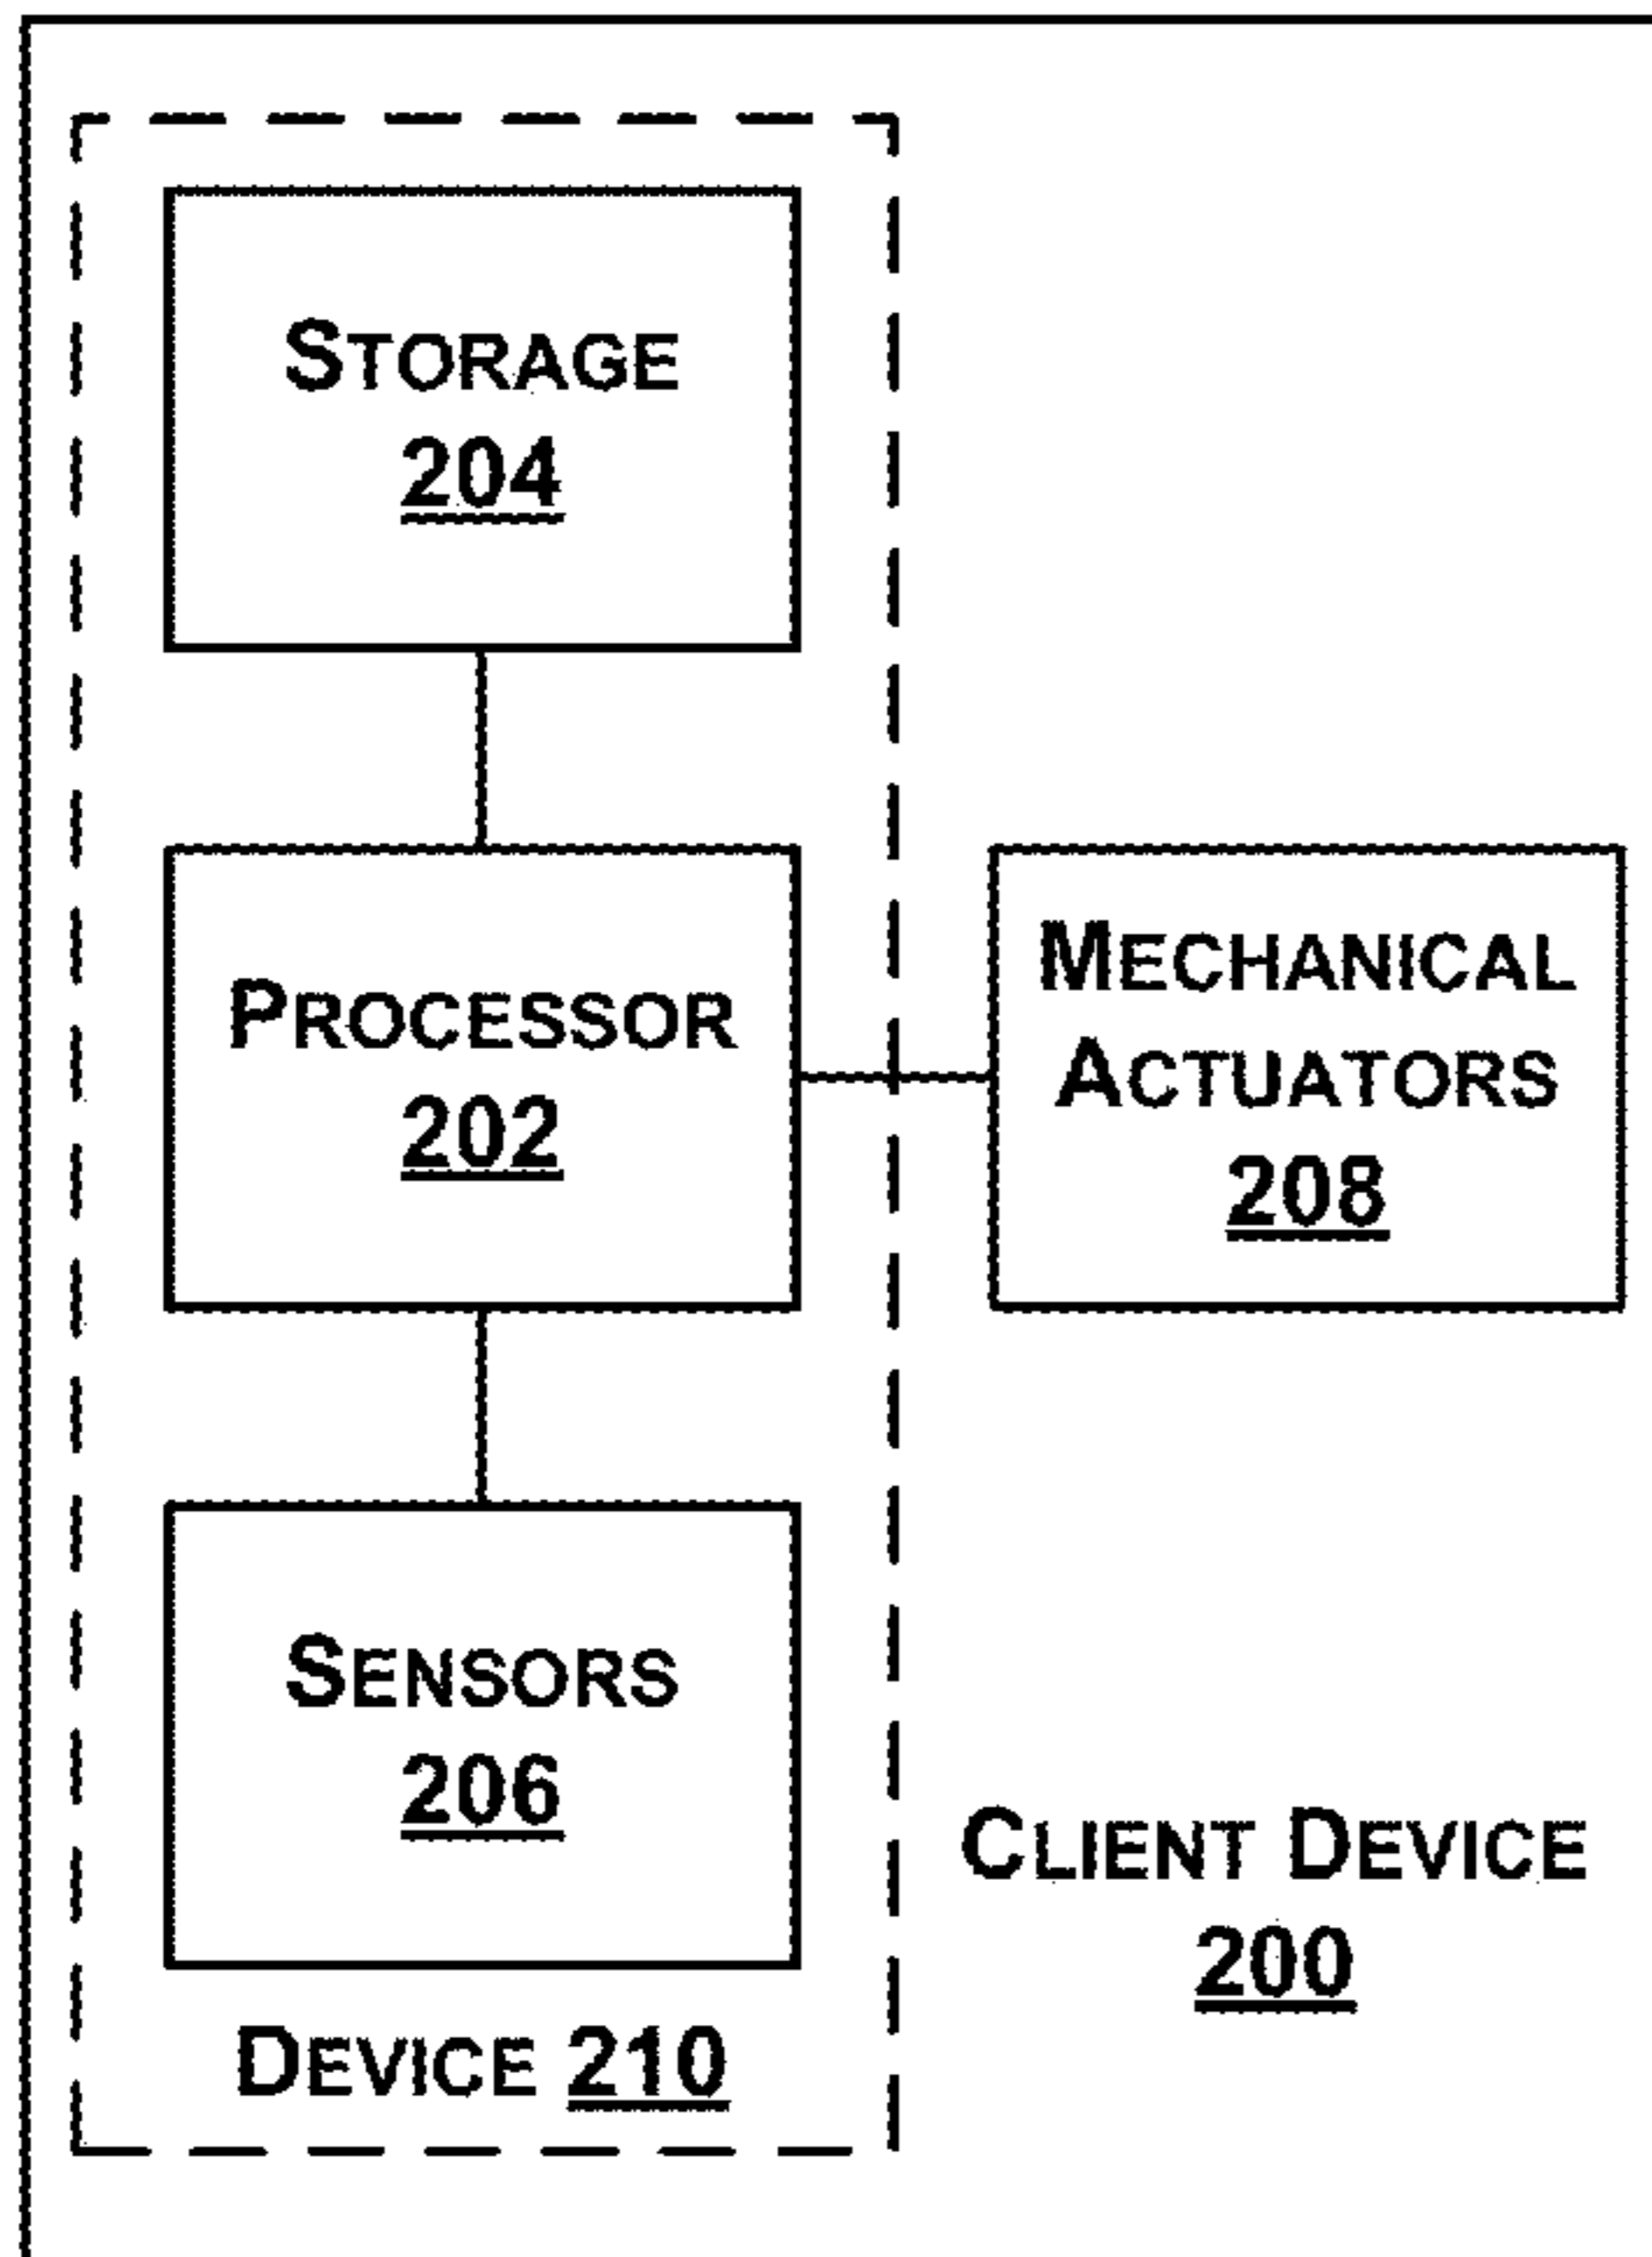 STORAGE
204
PROCESSOR
202
MECHANICAL
ACTUATORS
208
SENSORS
206
CLIENT DEVICE
200
DEVICE 210